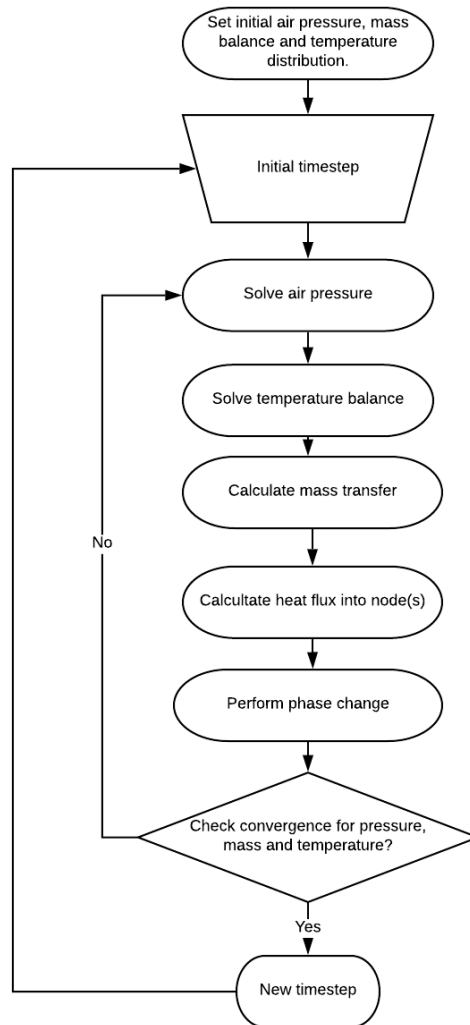 Set initial air pressure, mass
balance and temperature
distribution.
Initial timestep
Solve air pressure
Solve temperature balance
Calculate mass transfer
No
Calcultate heat flux into node(s)
Perform phase change
Check convergence for pressure,
mass and temperature?
Yes
New timestep